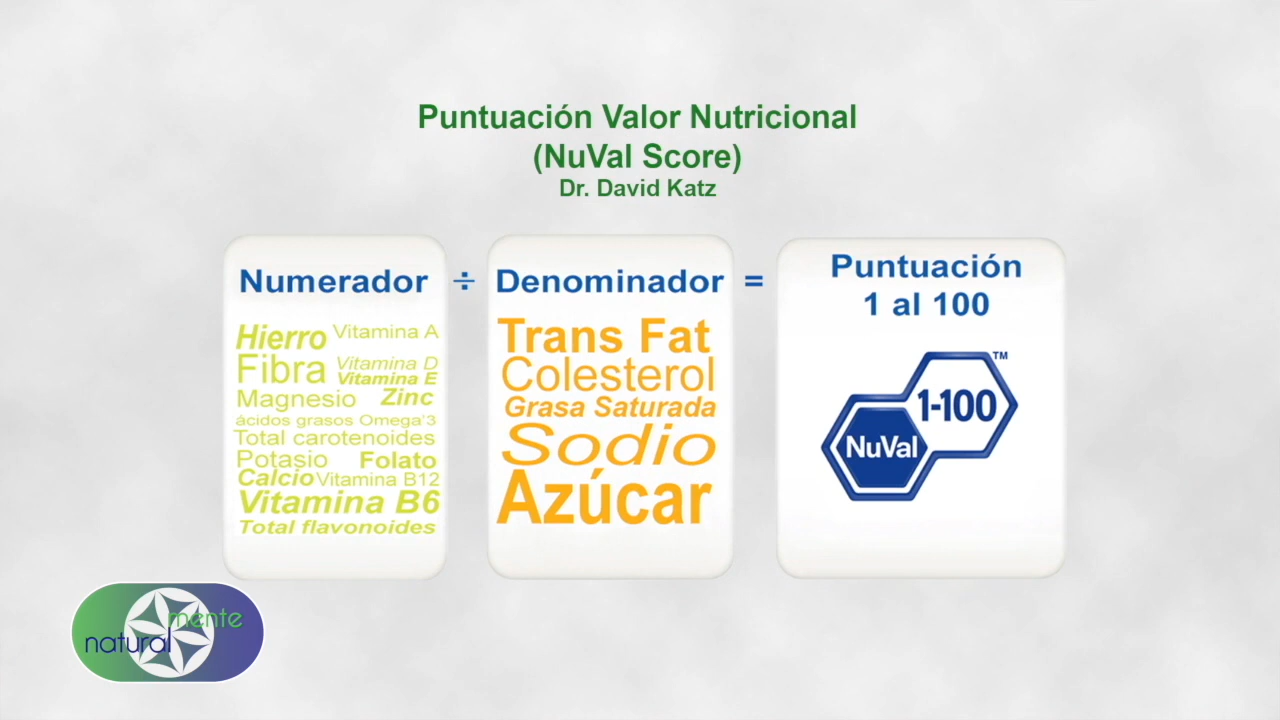 Puntuación Valor Nutricional
(NuVal Score)
Dr. David Katz
Numerador ÷ Denominador =
Hierro Vitamina A
Fibra Vitamina D
Vitamina E
Magnesio Zinc
ácidos grasos Omega'3
Total carotenoides
Potasio Folato
Calcio Vitamina B12
Vitamina B6
Total flavonoides
Trans Fat
Colesterol
Grasa Saturada
Sodio
Azúcar
Puntuación
1 al 100
TM
1-100
NuVal
mente
natural